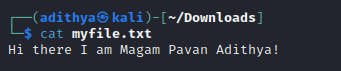 ┌──(adithya㉿kali)-[~/Downloads]
└─$ cat myfile.txt
Hi there I am Magam Pavan Adithya!